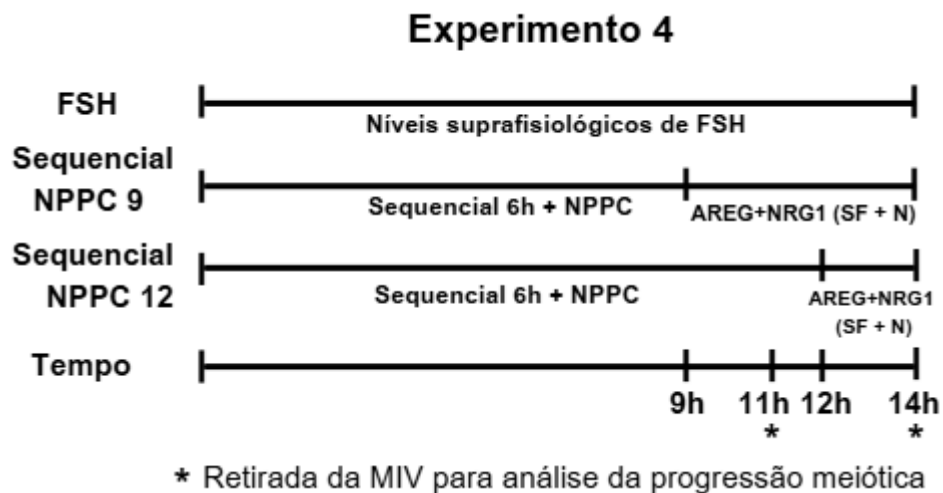 Experimento 4
FSH
Níveis suprafisiológicos de FSH
Sequencial
NPPC 9
Sequencial 6h + NPPC
AREG+NRG1 (SF + N)
Sequencial
NPPC 12
Sequencial 6h + NPPC
AREG+NRG1
(SF + N)
Tempo
9h 11h 12h 14h
* *
* Retirada da MIV para análise da progressão meiótica